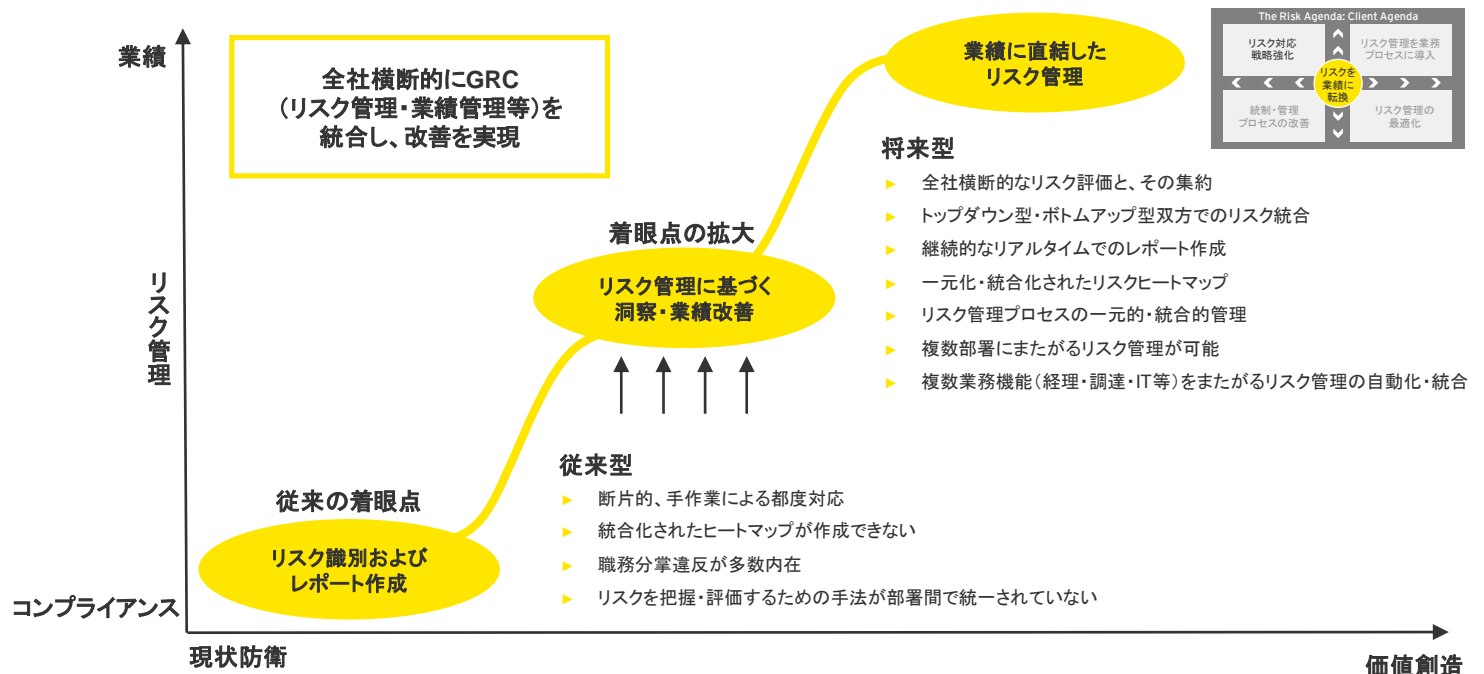 業績
全社横断的にGRC
（リスク管理・業績管理等）を
統合し、改善を実現
業績に直結した
リスク管理
The Risk Agenda: Client Agenda
リスク対応
戦略強化
リスク管理を業務
プロセスに導入
リスクを
業績に
転換
統制・管理
プロセスの改善
リスク管理の
最適化
将来型
► 全社横断的なリスク評価と、その集約
► トップダウン型・ボトムアップ型双方でのリスク統合
► 継続的なリアルタイムでのレポート作成
► 一元化・統合化されたリスクヒートマップ
► リスク管理プロセスの一元的・統合的管理
► 複数部署にまたがるリスク管理が可能
► 複数業務機能（経理・調達・IT等）をまたがるリスク管理の自動化・統合
着眼点の拡大
リスク管理に基づく
洞察・業績改善
リスク管理
従来型
► 断片的、手作業による都度対応
► 統合化されたヒートマップが作成できない
► 職務分掌違反が多数内在
► リスクを把握・評価するための手法が部署間で統一されていない
従来の着眼点
リスク識別および
レポート作成
コンプライアンス
現状防衛
価値創造